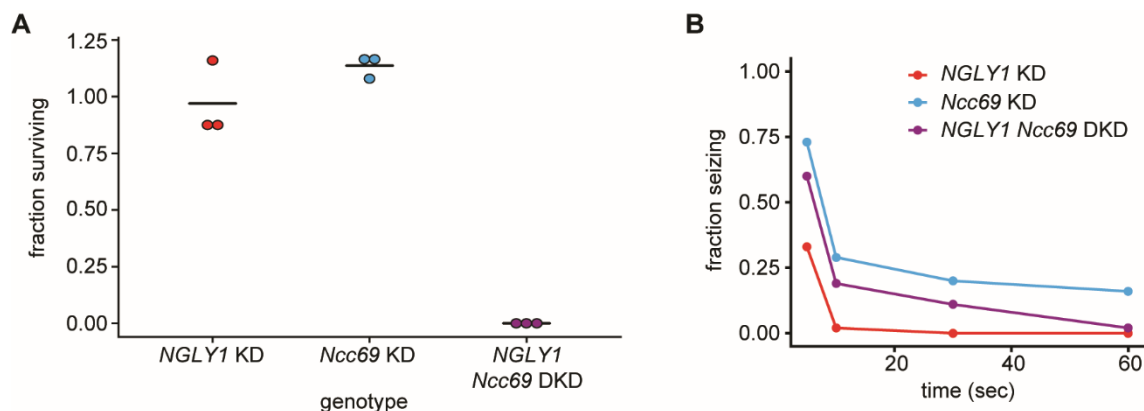 A
fraction surviving
1.25
1.00
0.75
0.50
0.25
0.00
NGLY1 KD
Ncc69 KD
NGLY1
Ncc69 DKD
genotype
B
fraction seizing
1.00
0.75
0.50
0.25
0.00
NGLY1 KD
Ncc69 KD
NGLY1 Ncc69 DKD
20
40
60
time (sec)